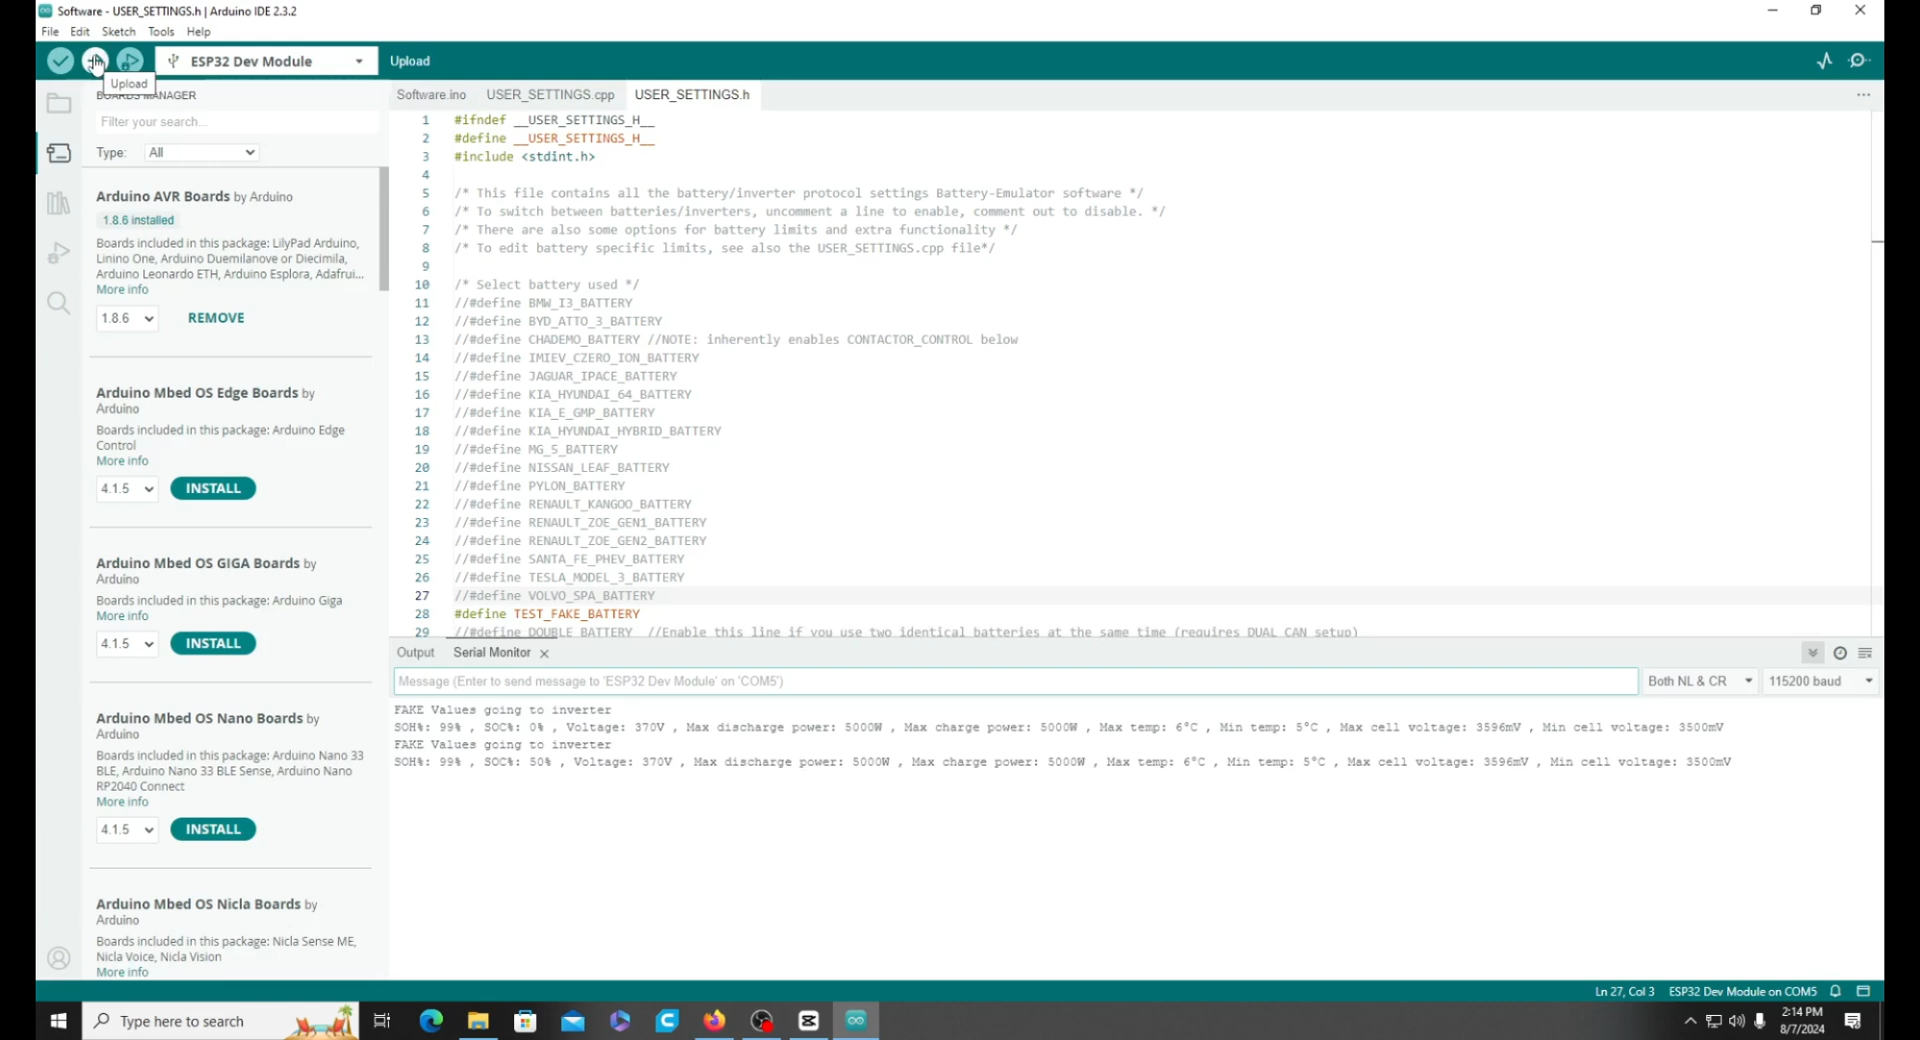 Software - USER_SETTINGS.h | Arduino IDE 2.3.2
File Edit Sketch Tools Help
ESP32 Dev Module
Upload
Upload
BOARDS MANAGER
Filter your search...
Type: All
Arduino AVR Boards by Arduino
1.8.6 installed
Boards included in this package: LilyPad Arduino,
Linino One, Arduino Duemilanove or Diecimila,
Arduino Leonardo ETH, Arduino Esplora, Adafrui...
More info
1.8.6 REMOVE
Arduino Mbed OS Edge Boards by
Arduino
Boards included in this package: Arduino Edge
Control
More info
4.1.5 INSTALL
Arduino Mbed OS GIGA Boards by
Arduino
Boards included in this package: Arduino Giga
More info
4.1.5 INSTALL
Arduino Mbed OS Nano Boards by
Arduino
Boards included in this package: Arduino Nano 33
BLE, Arduino Nano 33 BLE Sense, Arduino Nano
RP2040 Connect
More info
4.1.5 INSTALL
Arduino Mbed OS Nicla Boards by
Arduino
Boards included in this package: Nicla Sense ME,
Nicla Voice, Nicla Vision
More info
Software.ino USER_SETTINGS.cpp USER_SETTINGS.h
1 #ifndef __USER_SETTINGS_H__
2 #define __USER_SETTINGS_H__
3 #include <stdint.h>
4
5 /* This file contains all the battery/inverter protocol settings Battery-Emulator software */
6 /* To switch between batteries/inverters, uncomment a line to enable, comment out to disable. */
7 /* There are also some options for battery limits and extra functionality */
8 /* To edit battery specific limits, see also the USER_SETTINGS.cpp file*/
9
10 /* Select battery used */
11 //#define BMW_I3_BATTERY
12 //#define BYD_ATTO_3_BATTERY
13 //#define CHADEMO_BATTERY //NOTE: inherently enables CONTACTOR_CONTROL below
14 //#define IMIEV_CZERO_ION_BATTERY
15 //#define JAGUAR_IPACE_BATTERY
16 //#define KIA_HYUNDAI_64_BATTERY
17 //#define KIA_E_GMP_BATTERY
18 //#define KIA_HYUNDAI_HYBRID_BATTERY
19 //#define MG_5_BATTERY
20 //#define NISSAN_LEAF_BATTERY
21 //#define PYLON_BATTERY
22 //#define RENAULT_KANGOO_BATTERY
23 //#define RENAULT_ZOE_GEN1_BATTERY
24 //#define RENAULT_ZOE_GEN2_BATTERY
25 //#define SANTA_FE_PHEV_BATTERY
26 //#define TESLA_MODEL_3_BATTERY
27 //#define VOLVO_SPA_BATTERY
28 #define TEST_FAKE_BATTERY
29 //#define DOUBLE_BATTERY //Enable this line if you use two identical batteries at the same time (requires DUAL_CAN setup)
Output Serial Monitor
Message (Enter to send message to 'ESP32 Dev Module' on 'COM5')
Both NL & CR 115200 baud
FAKE Values going to inverter
SOH%: 99% , SOC%: 0% , Voltage: 370V , Max discharge power: 5000W , Max charge power: 5000W , Max temp: 6°C , Min temp: 5°C , Max cell voltage: 3596mV , Min cell voltage: 3500mV
FAKE Values going to inverter
SOH%: 99% , SOC%: 50% , Voltage: 370V , Max discharge power: 5000W , Max charge power: 5000W , Max temp: 6°C , Min temp: 5°C , Max cell voltage: 3596mV , Min cell voltage: 3500mV
Ln 27, Col 3 ESP32 Dev Module on COM5
Type here to search
2:14 PM
8/7/2024